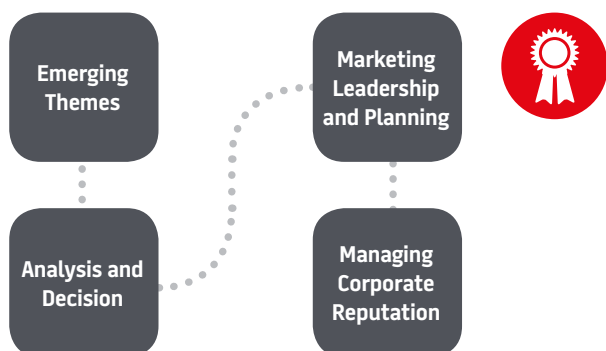 Emerging
Themes
Analysis and
Decision
Marketing
Leadership
and Planning
Managing
Corporate
Reputation